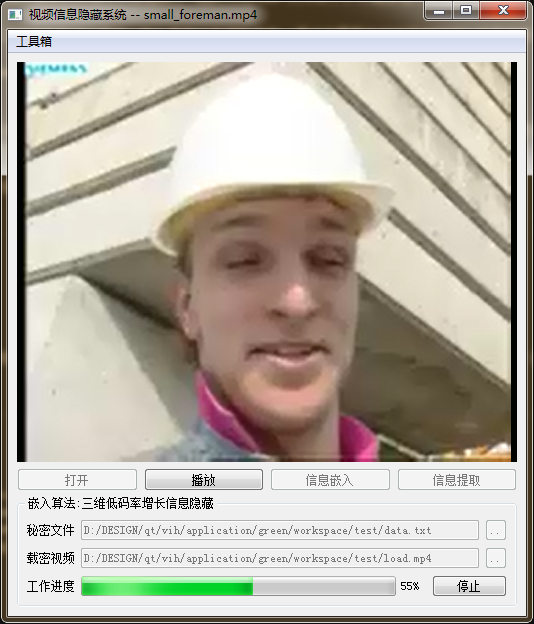 视频信息隐藏系统 -- small_foreman.mp4
工具箱
打开 播放 信息嵌入 信息提取
嵌入算法:三维低码率增长信息隐藏
秘密文件 D:/DESIGN/qt/vih/application/green/workspace/test/data.txt ..
载密视频 D:/DESIGN/qt/vih/application/green/workspace/test/load.mp4 ..
工作进度 55% 停止